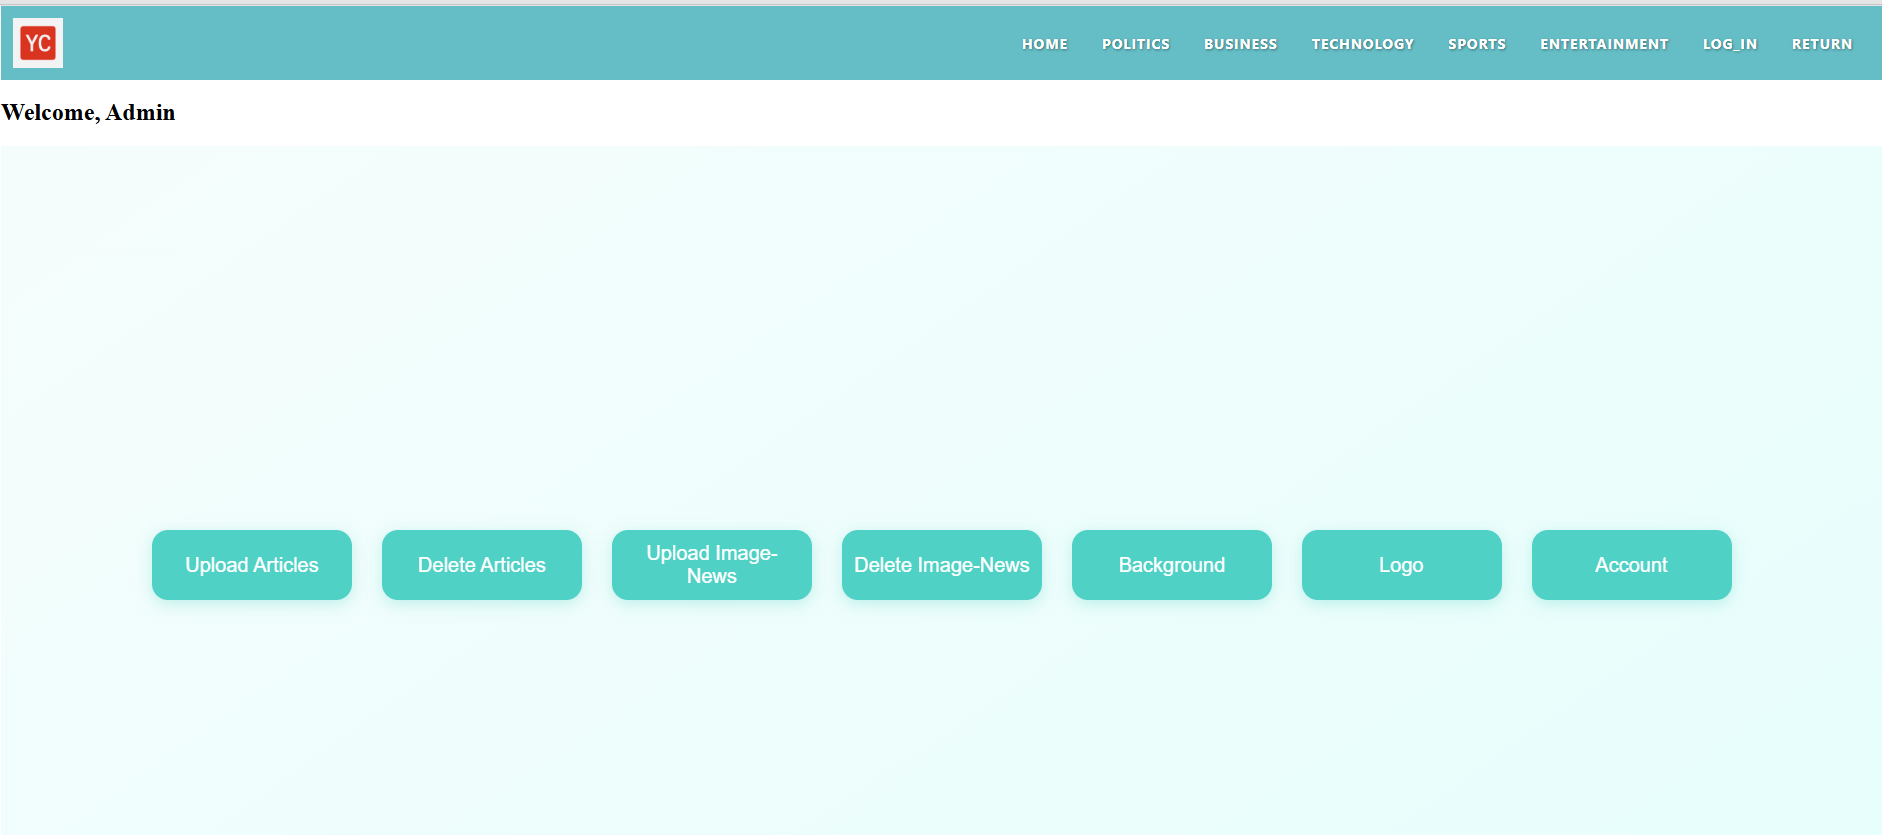 YC
HOME POLITICS BUSINESS TECHNOLOGY SPORTS ENTERTAINMENT LOG_IN RETURN
Welcome, Admin
Upload Articles
Delete Articles
Upload Image-
News
Delete Image-News
Background
Logo
Account